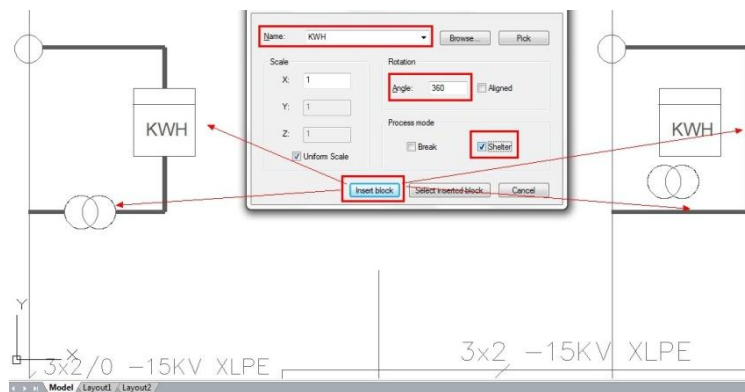 Name: KWH Browse... Pick
Scale Rotation
X: 1
Angle: 360 Aligned
Y: 1
Process mode
Z: 1
Break Shelter
Uniform Scale
Insert block Select inserted block Cancel
KWH
KWH
Y
X
3x2/0 -15KV XLPE
3x2 -15KV XLPE
Model Layout1 Layout2